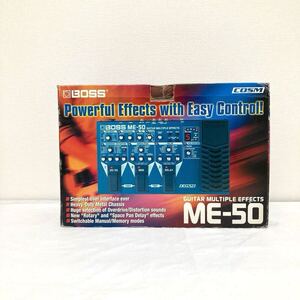 BOSS
COSM
Powerful Effects with Easy Control!
BOSS ME-50
COSM
GUITAR MULTIPLE EFFECTS
ME-50
Simplest user interface ever
Heavy-Duty Metal Chassis
Huge selection of Overdrive/Distortion sounds
New "Rotary" and "Space Pan Delay" effects
Switchable Manual/Memory modes